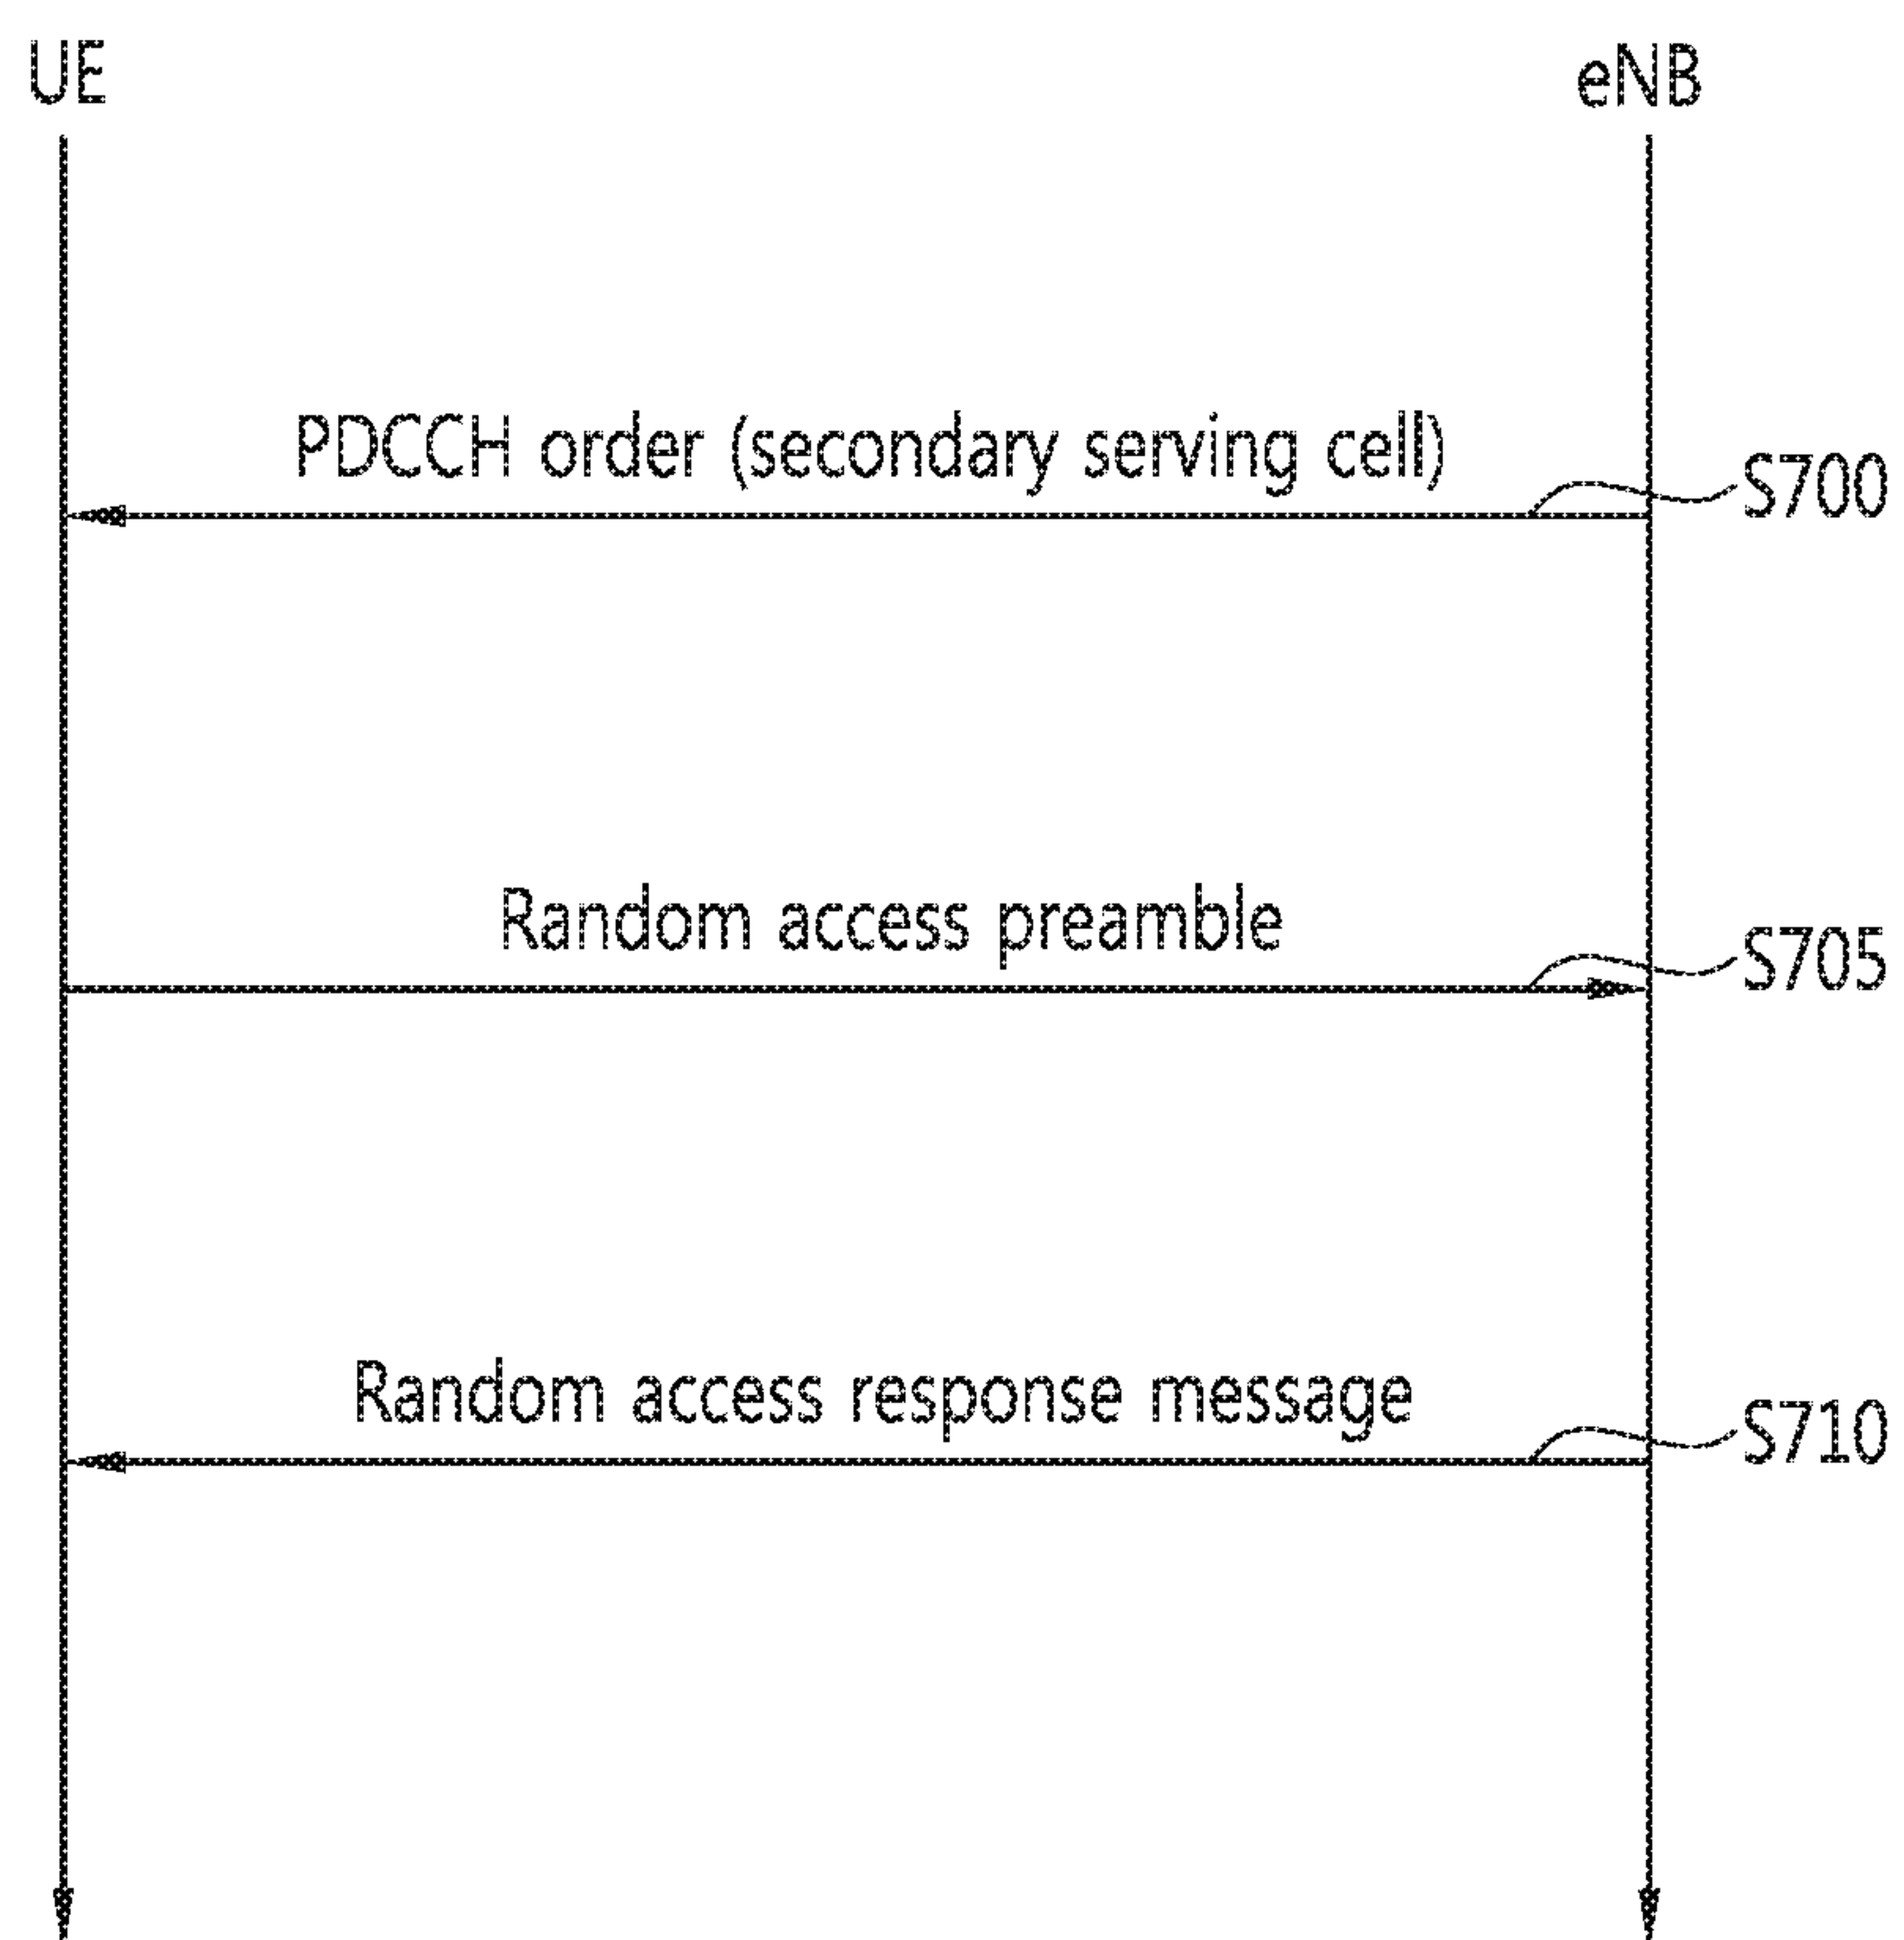 UE
eNB
PDCCH order (secondary serving cell)
S700
Random access preamble
S705
Random access response message
S710